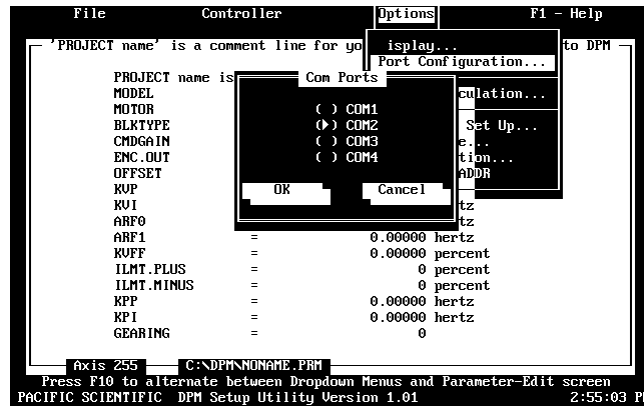 File Controller Options F1 - Help
'PROJECT name' is a comment line for yo isplay... to DPM
Port Configuration...
PROJECT name is Com Ports
MODEL culation...
MOTOR ( ) COM1
BLKTYPE ( ) COM2 Set Up...
CMDGAIN ( ) COM3 e...
ENC.OUT ( ) COM4 tion...
OFFSET ADDR
KVP OK Cancel
KVI tz
ARF0 tz
ARF1 = 0.00000 hertz
KVFF = 0.00000 percent
ILMT.PLUS = 0 percent
ILMT.MINUS = 0 percent
KPP = 0.00000 hertz
KPI = 0.00000 hertz
GEARING = 0
Axis 255 C:\DPM\NONAME.PRM
Press F10 to alternate between Dropdown Menus and Parameter-Edit screen
PACIFIC SCIENTIFIC DPM Setup Utility Version 1.01 2:55:03 P